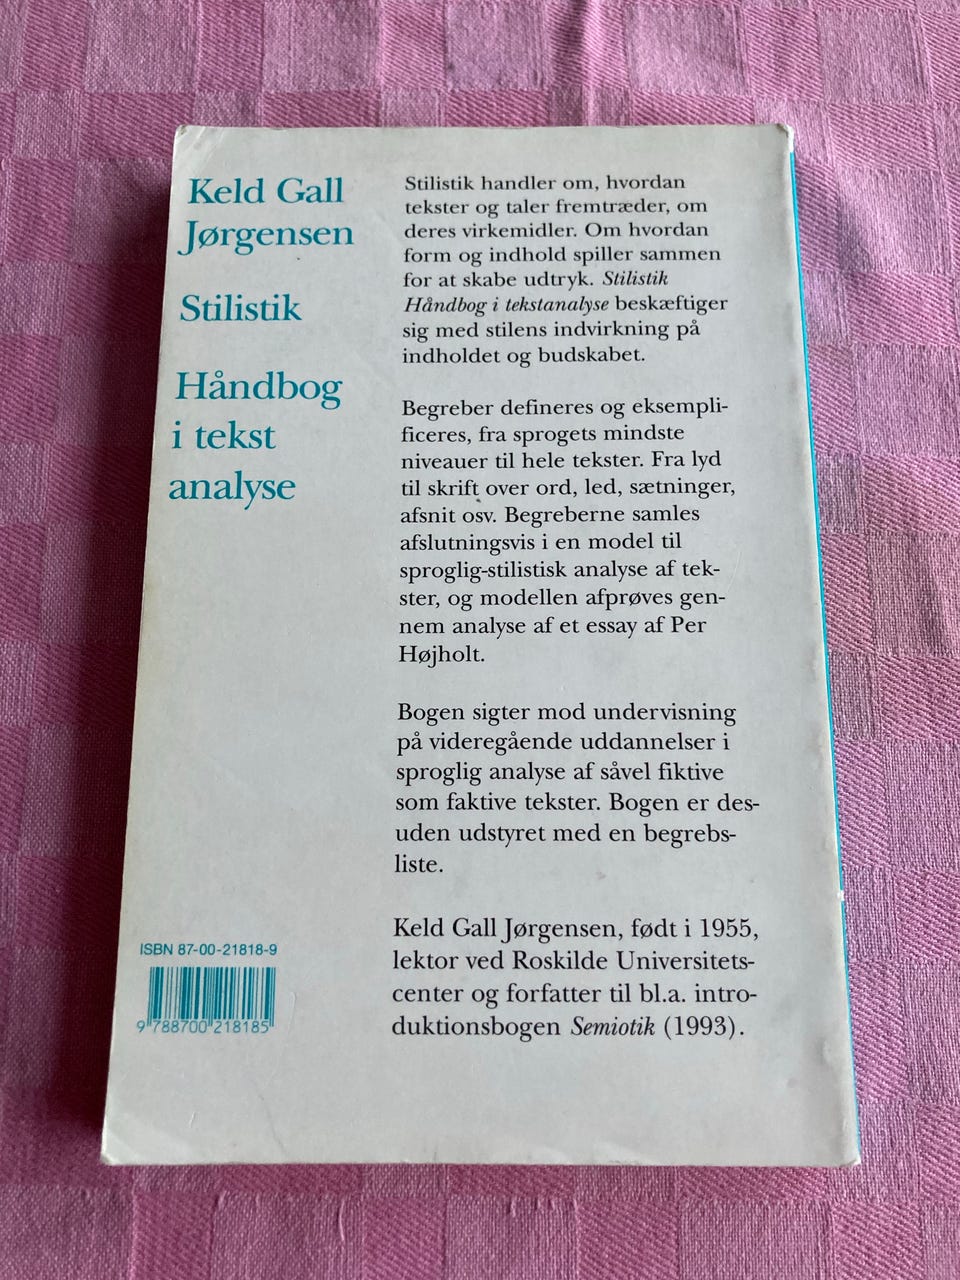 Keld Gall
Jørgensen
Stilistik
Håndbog
i tekst
analyse
Stilistik handler om, hvordan
tekster og taler fremtræder, om
deres virkemidler. Om hvordan
form og indhold spiller sammen
for at skabe udtryk. Stilistik
Håndbog i tekstanalyse beskæftiger
sig med stilens indvirkning på
indholdet og budskabet.
Begreber defineres og eksempli-
ficeres, fra sprogets mindste
niveauer til hele tekster. Fra lyd
til skrift over ord, led, sætninger,
afsnit osv. Begreberne samles
afslutningsvis i en model til
sproglig-stilistisk analyse af tek-
ster, og modellen afprøves gen-
nem analyse af et essay af Per
Højholt.
Bogen sigter mod undervisning
på videregående uddannelser i
sproglig analyse af såvel fiktive
som faktive tekster. Bogen er des-
uden udstyret med en begrebs-
liste.
Keld Gall Jørgensen, født i 1955,
lektor ved Roskilde Universitets-
center og forfatter til bl.a. intro-
duktionsbogen Semiotik (1993).
ISBN 87-00-21818-9
9 788700 218185